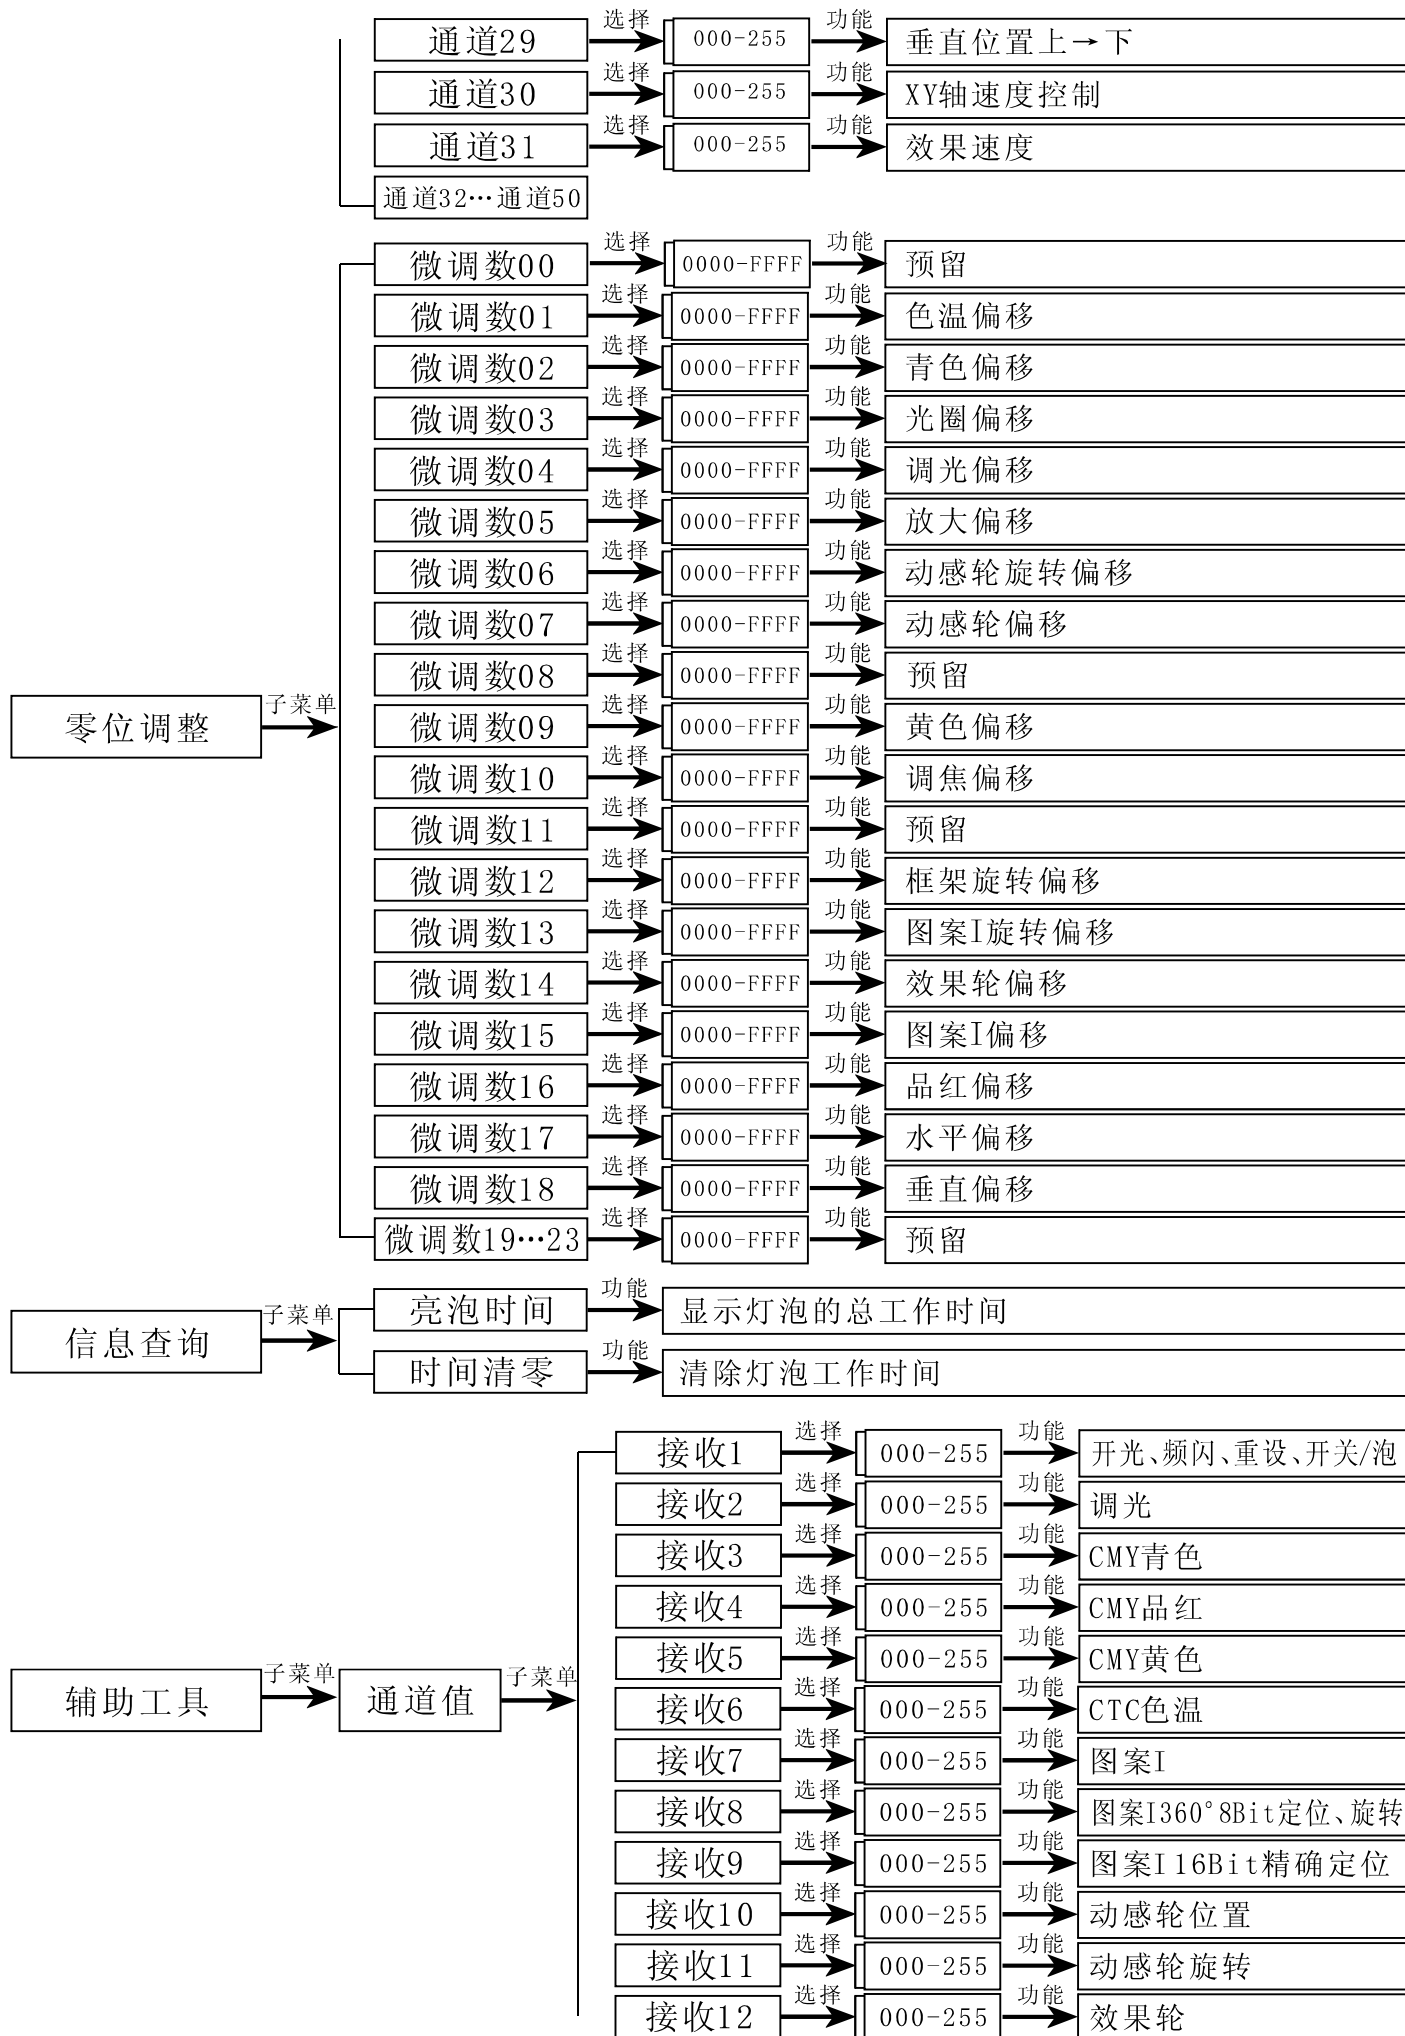 通道29 选择 000-255 功能 垂直位置上→下
通道30 选择 000-255 功能 XY轴速度控制
通道31 选择 000-255 功能 效果速度
通道32…通道50
零位调整 子菜单
微调数00 选择 0000-FFFF 功能 预留
微调数01 选择 0000-FFFF 功能 色温偏移
微调数02 选择 0000-FFFF 功能 青色偏移
微调数03 选择 0000-FFFF 功能 光圈偏移
微调数04 选择 0000-FFFF 功能 调光偏移
微调数05 选择 0000-FFFF 功能 放大偏移
微调数06 选择 0000-FFFF 功能 动感轮旋转偏移
微调数07 选择 0000-FFFF 功能 动感轮偏移
微调数08 选择 0000-FFFF 功能 预留
微调数09 选择 0000-FFFF 功能 黄色偏移
微调数10 选择 0000-FFFF 功能 调焦偏移
微调数11 选择 0000-FFFF 功能 预留
微调数12 选择 0000-FFFF 功能 框架旋转偏移
微调数13 选择 0000-FFFF 功能 图案I旋转偏移
微调数14 选择 0000-FFFF 功能 效果轮偏移
微调数15 选择 0000-FFFF 功能 图案I偏移
微调数16 选择 0000-FFFF 功能 品红偏移
微调数17 选择 0000-FFFF 功能 水平偏移
微调数18 选择 0000-FFFF 功能 垂直偏移
微调数19…23 选择 0000-FFFF 功能 预留
信息查询 子菜单
亮泡时间 功能 显示灯泡的总工作时间
时间清零 功能 清除灯泡工作时间
辅助工具 子菜单 通道值 子菜单
接收1 选择 000-255 功能 开光、频闪、重设、开关/泡
接收2 选择 000-255 功能 调光
接收3 选择 000-255 功能 CMY青色
接收4 选择 000-255 功能 CMY品红
接收5 选择 000-255 功能 CMY黄色
接收6 选择 000-255 功能 CTC色温
接收7 选择 000-255 功能 图案I
接收8 选择 000-255 功能 图案I360°8Bit定位、旋转
接收9 选择 000-255 功能 图案I16Bit精确定位
接收10 选择 000-255 功能 动感轮位置
接收11 选择 000-255 功能 动感轮旋转
接收12 选择 000-255 功能 效果轮